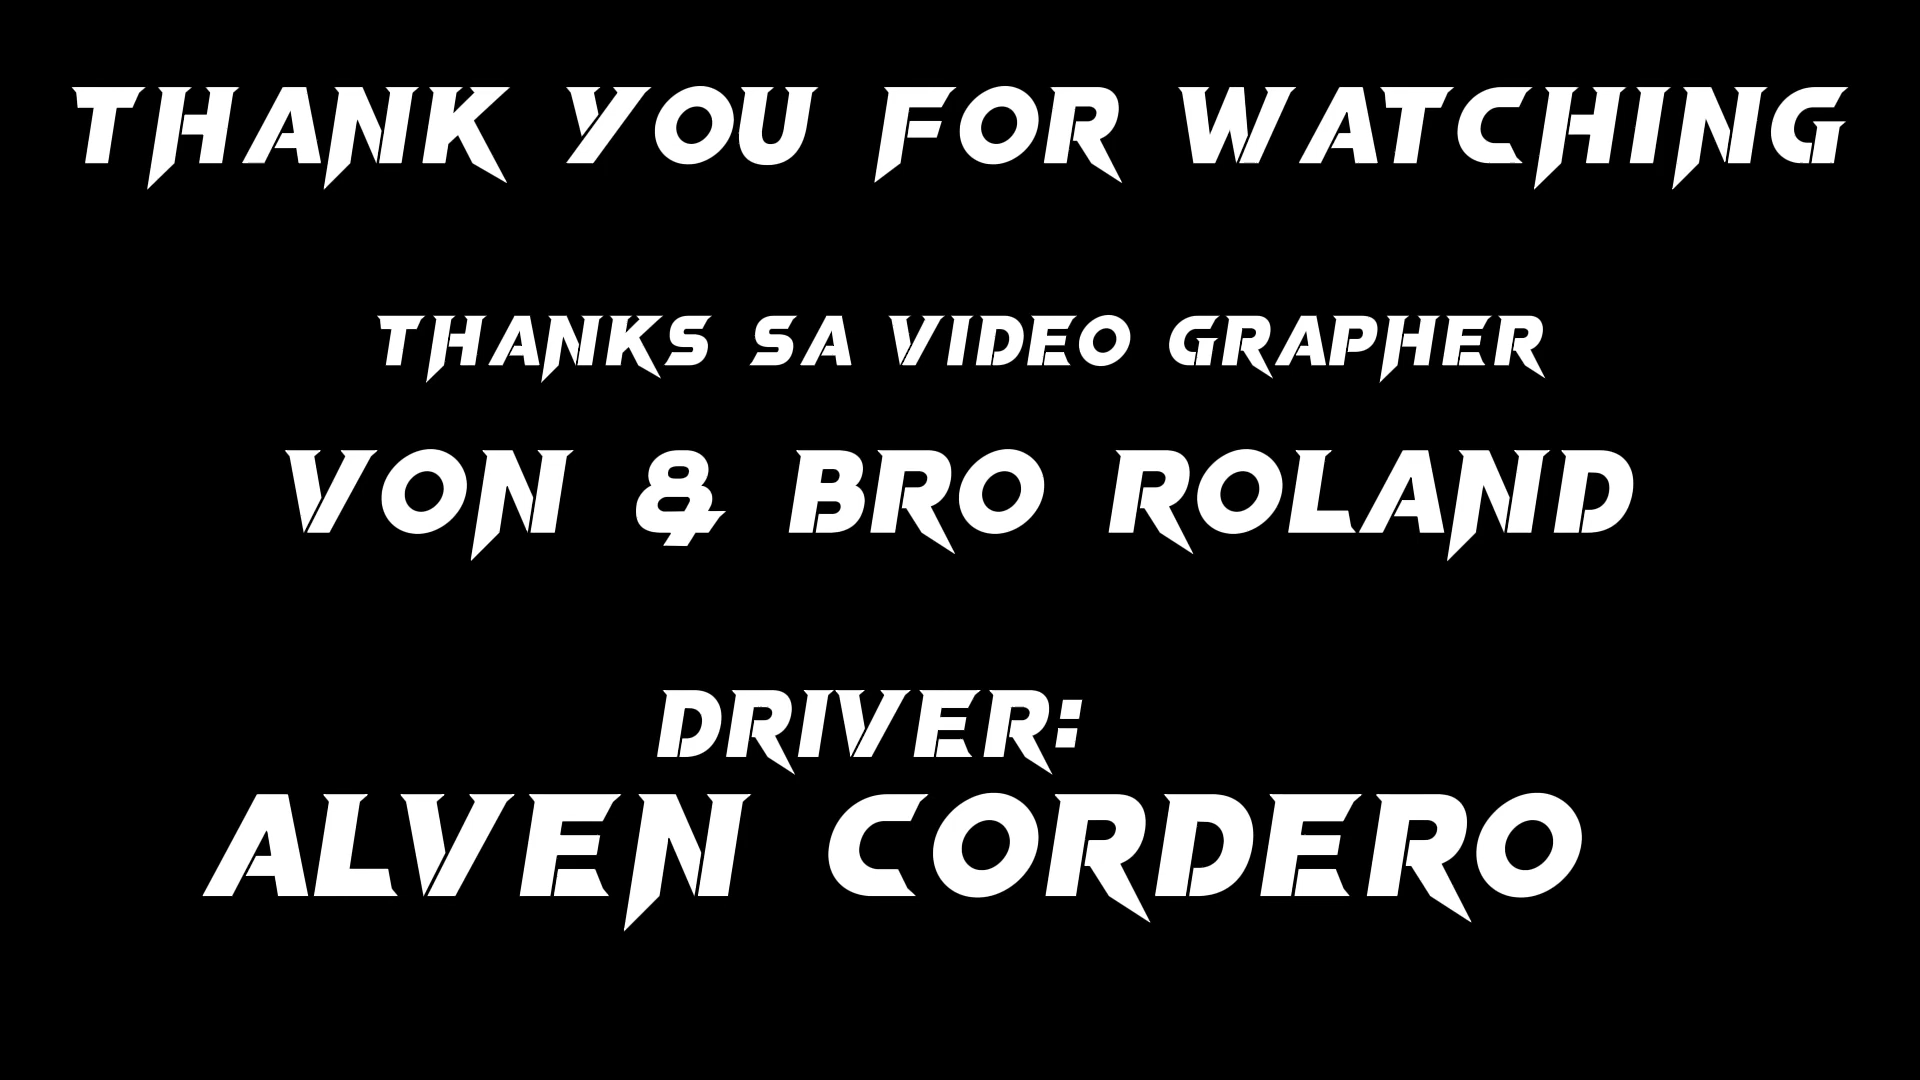 THANK YOU FOR WATCHING
THANKS SA VIDEO GRAPHER
VON & BRO ROLAND
DRIVER:
ALVEN CORDERO